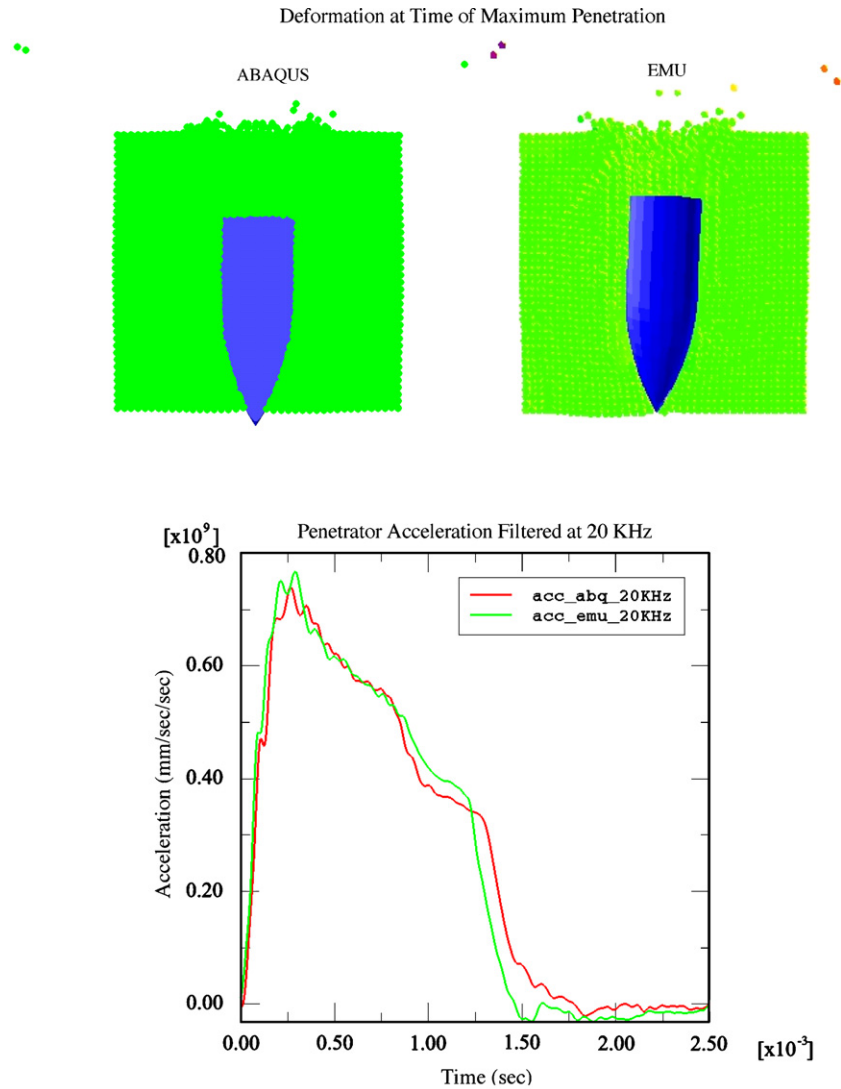 Deformation at Time of Maximum Penetration
ABAQUS
EMU
[x10⁹]
Penetrator Acceleration Filtered at 20 KHz
0.80
0.60
0.40
0.20
0.00
Acceleration (mm/sec/sec)
acc_abq_20KHz
acc_emu_20KHz
0.00 0.50 1.00 1.50 2.00 2.50
[x10⁻³]
Time (sec)